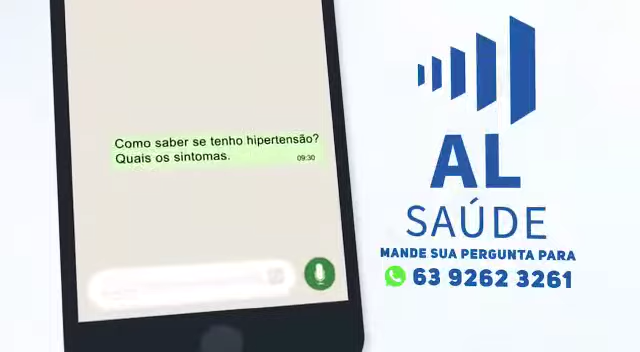 Como saber se tenho hipertensão?
Quais os sintomas.
09:30
AL
SAÚDE
MANDE SUA PERGUNTA PARA
63 9262 3261